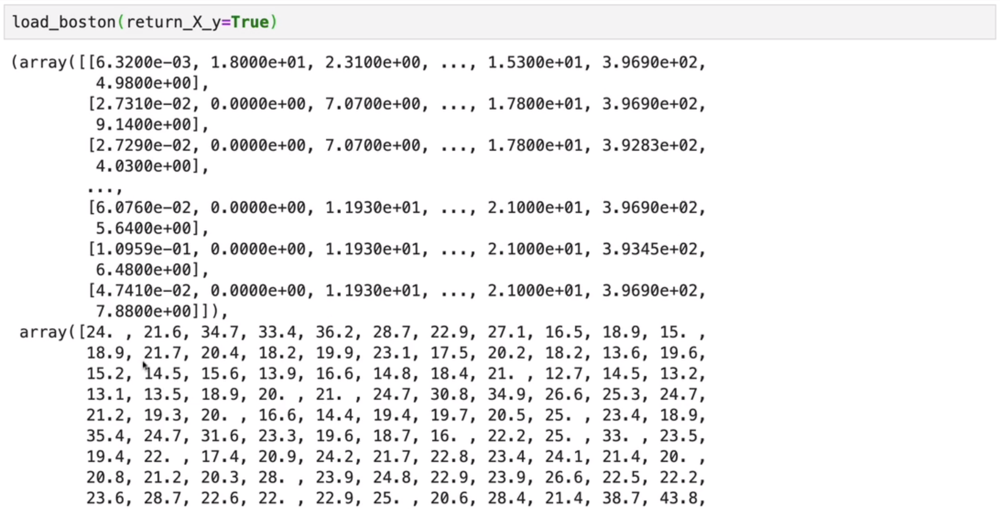 load_boston(return_X_y=True)
(array([[6.3200e-03, 1.8000e+01, 2.3100e+00, ..., 1.5300e+01, 3.9690e+02,
4.9800e+00],
[2.7310e-02, 0.0000e+00, 7.0700e+00, ..., 1.7800e+01, 3.9690e+02,
9.1400e+00],
[2.7290e-02, 0.0000e+00, 7.0700e+00, ..., 1.7800e+01, 3.9283e+02,
4.0300e+00],
...,
[6.0760e-02, 0.0000e+00, 1.1930e+01, ..., 2.1000e+01, 3.9690e+02,
5.6400e+00],
[1.0959e-01, 0.0000e+00, 1.1930e+01, ..., 2.1000e+01, 3.9345e+02,
6.4800e+00],
[4.7410e-02, 0.0000e+00, 1.1930e+01, ..., 2.1000e+01, 3.9690e+02,
7.8800e+00]]),
array([24. , 21.6, 34.7, 33.4, 36.2, 28.7, 22.9, 27.1, 16.5, 18.9, 15. ,
18.9, 21.7, 20.4, 18.2, 19.9, 23.1, 17.5, 20.2, 18.2, 13.6, 19.6,
15.2, 14.5, 15.6, 13.9, 16.6, 14.8, 18.4, 21. , 12.7, 14.5, 13.2,
13.1, 13.5, 18.9, 20. , 21. , 24.7, 30.8, 34.9, 26.6, 25.3, 24.7,
21.2, 19.3, 20. , 16.6, 14.4, 19.4, 19.7, 20.5, 25. , 23.4, 18.9,
35.4, 24.7, 31.6, 23.3, 19.6, 18.7, 16. , 22.2, 25. , 33. , 23.5,
19.4, 22. , 17.4, 20.9, 24.2, 21.7, 22.8, 23.4, 24.1, 21.4, 20. ,
20.8, 21.2, 20.3, 28. , 23.9, 24.8, 22.9, 23.9, 26.6, 22.5, 22.2,
23.6, 28.7, 22.6, 22. , 22.9, 25. , 20.6, 28.4, 21.4, 38.7, 43.8,